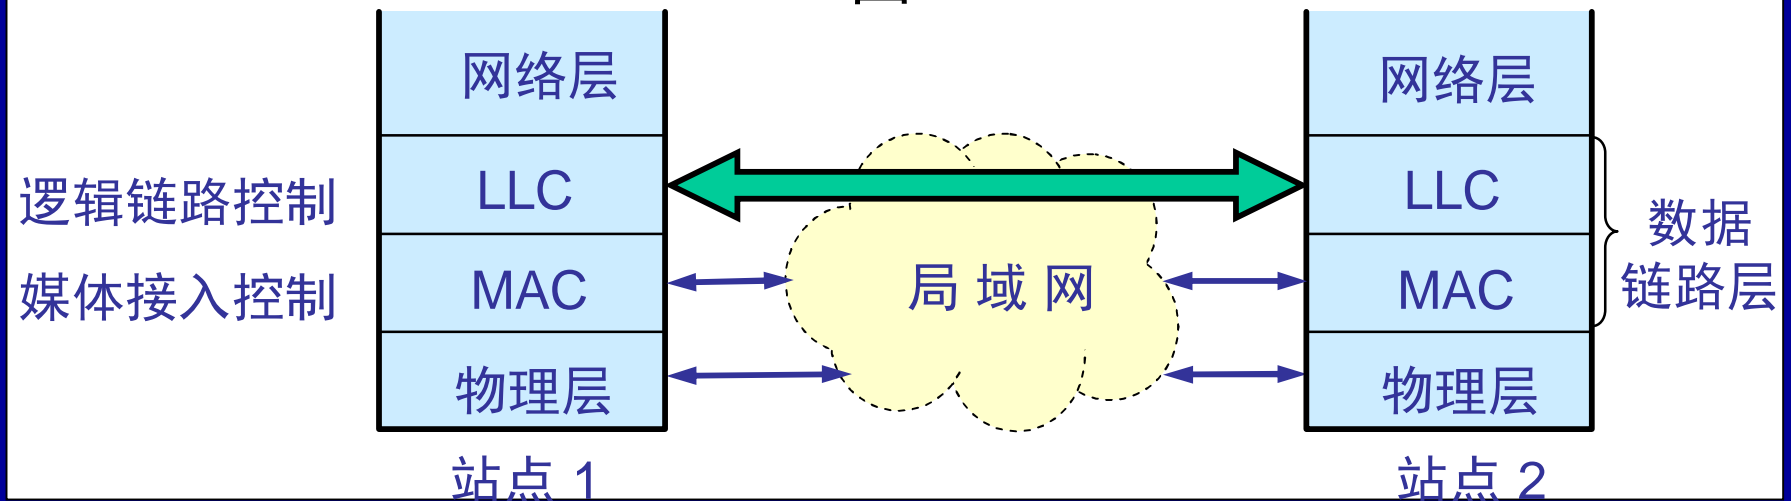 网络层
LLC
MAC
物理层
站点 1
逻辑链路控制
媒体接入控制
局 域 网
网络层
LLC
MAC
物理层
站点 2
数据
链路层